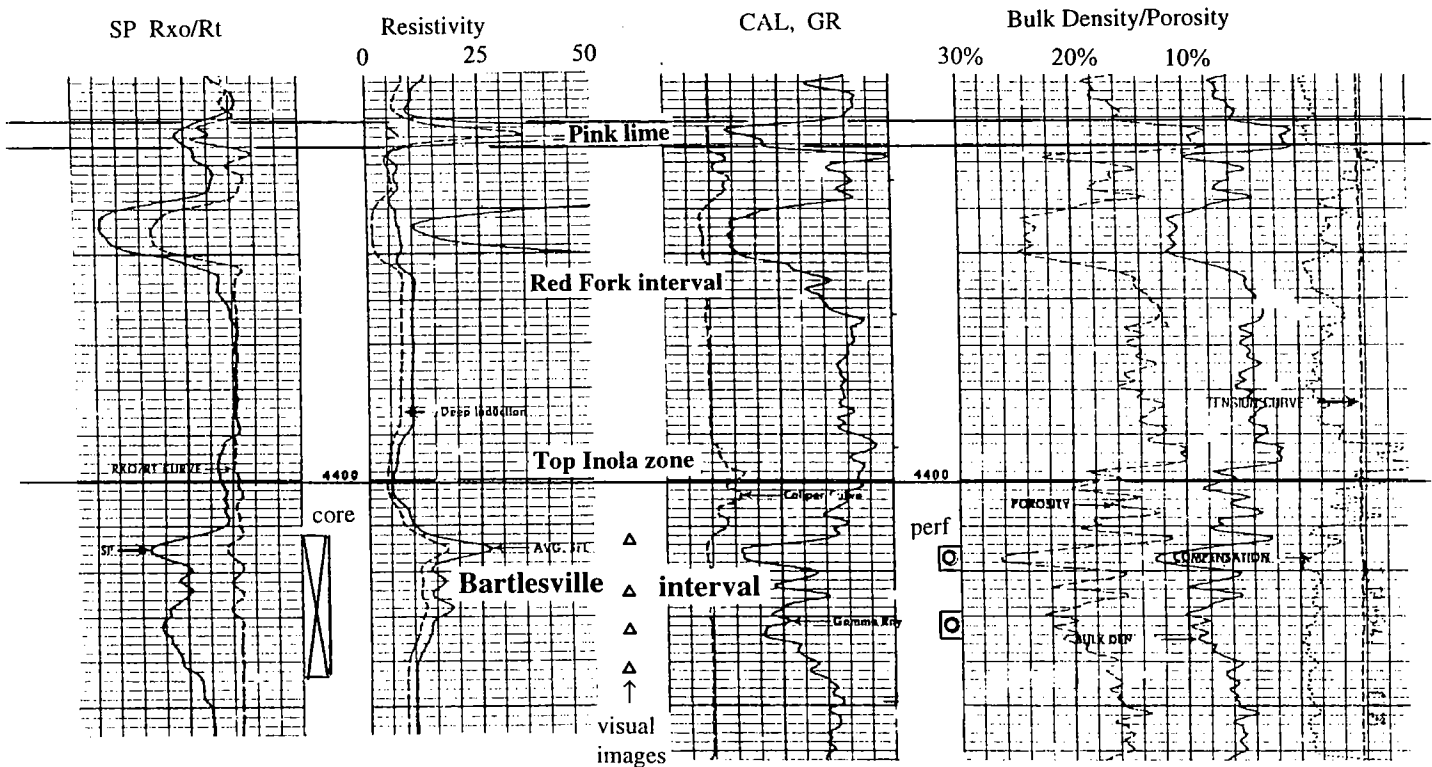 SP Rxo/Rt
Resistivity
CAL, GR
Bulk Density/Porosity
0 25 50
30% 20% 10%
Pink lime
Red Fork interval
Deep Induction
TENSION CURVE
Top Inola zone
RXO/RT CURVE
4400
4400
Caliper Curve
POROSITY
core
perf
SP
AVG.
COMPENSATION
Bartlesville interval
Gamma Ray
BULK DEN
visual
images